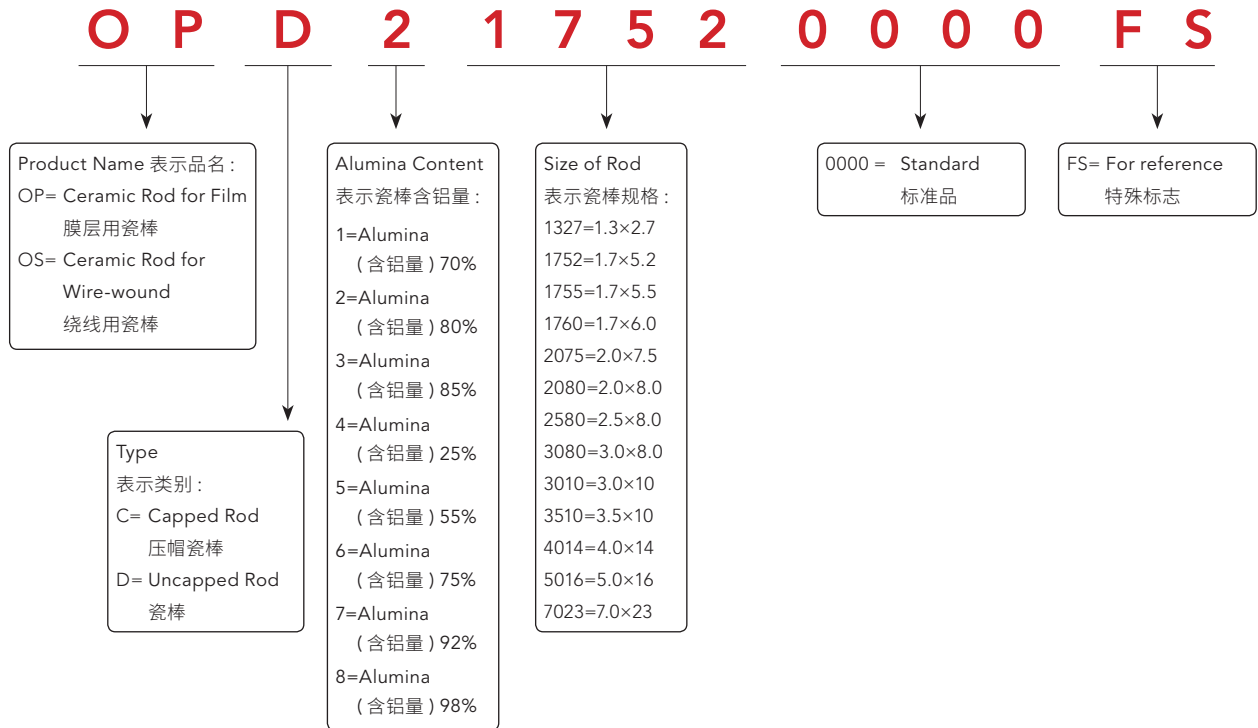 O P D 2 1 7 5 2 0 0 0 0 F S
Product Name 表示品名 :
OP= Ceramic Rod for Film
膜层用瓷棒
OS= Ceramic Rod for
Wire-wound
绕线用瓷棒
Type
表示类别 :
C= Capped Rod
压帽瓷棒
D= Uncapped Rod
瓷棒
Alumina Content
表示瓷棒含铝量 :
1=Alumina
( 含铝量 ) 70%
2=Alumina
( 含铝量 ) 80%
3=Alumina
( 含铝量 ) 85%
4=Alumina
( 含铝量 ) 25%
5=Alumina
( 含铝量 ) 55%
6=Alumina
( 含铝量 ) 75%
7=Alumina
( 含铝量 ) 92%
8=Alumina
( 含铝量 ) 98%
Size of Rod
表示瓷棒规格 :
1327=1.3×2.7
1752=1.7×5.2
1755=1.7×5.5
1760=1.7×6.0
2075=2.0×7.5
2080=2.0×8.0
2580=2.5×8.0
3080=3.0×8.0
3010=3.0×10
3510=3.5×10
4014=4.0×14
5016=5.0×16
7023=7.0×23
0000 = Standard
标准品
FS= For reference
特殊标志